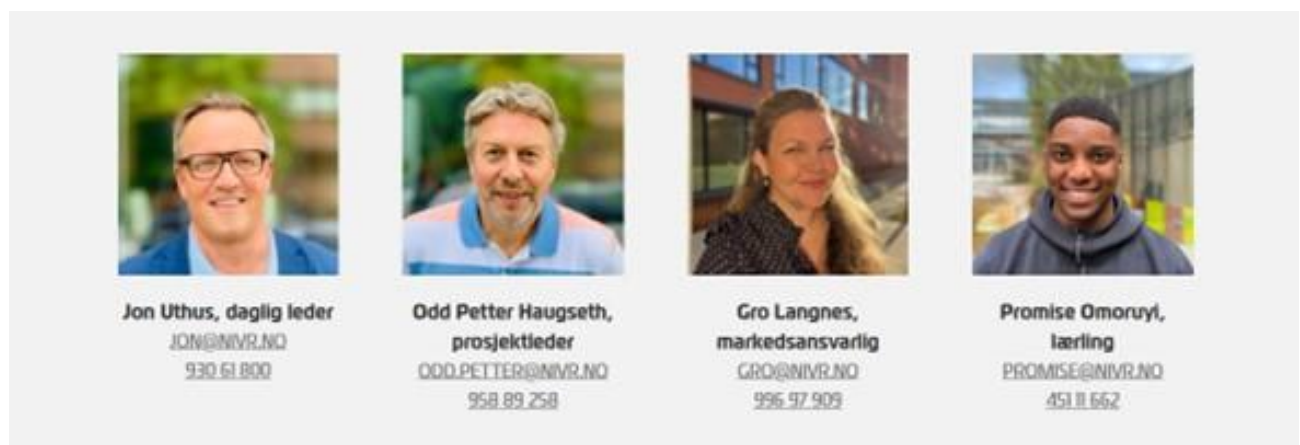 Jon Uthus, daglig leder
JON@NIVR.NO
930 61 800
Odd Petter Haugseth,
prosjektleder
ODD.PETTER@NIVR.NO
958 89 258
Gro Langnes,
markedsansvarlig
GRO@NIVR.NO
996 97 909
Promise Omoruyi,
lærling
PROMISE@NIVR.NO
451 11 662